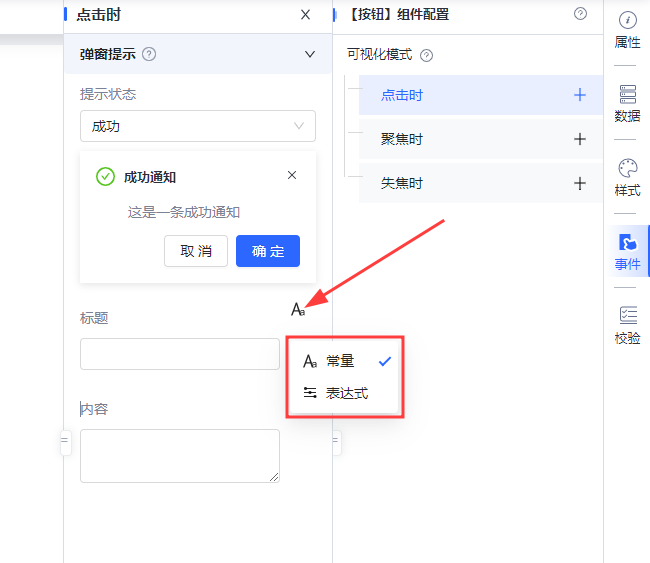 点击时
弹窗提示
提示状态
成功
成功通知
这是一条成功通知
取 消
确 定
标题
常量
表达式
内容
【按钮】组件配置
可视化模式
点击时
聚焦时
失焦时
属性
数据
样式
事件
校验